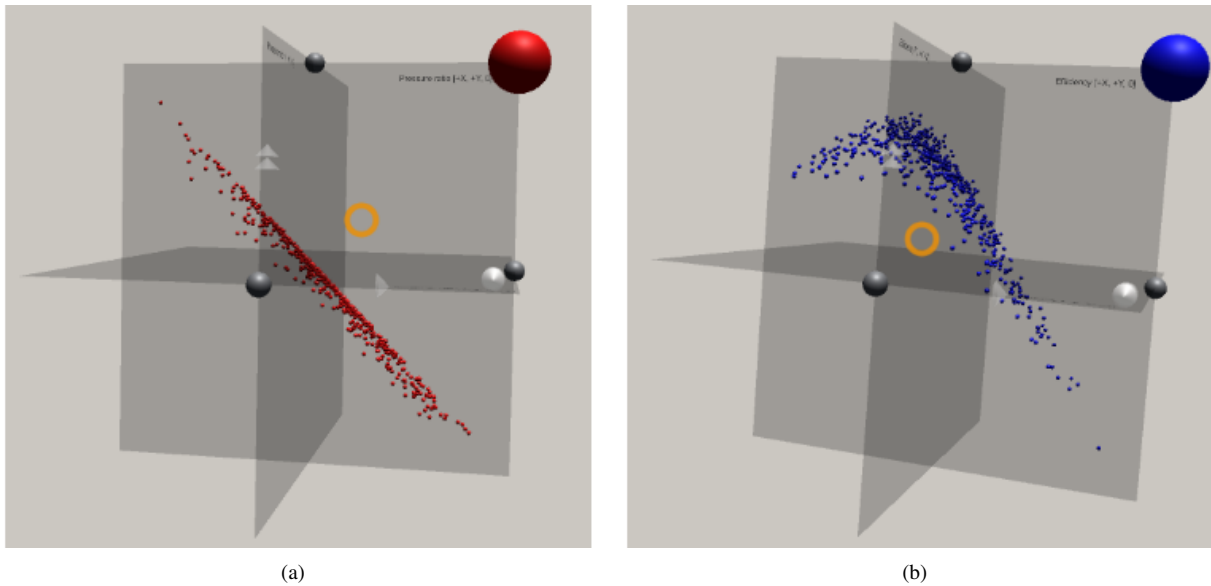 Pressure ratio [+X, +Y, 0]
Efficiency [+X, +Y, 0]
(a)
(b)